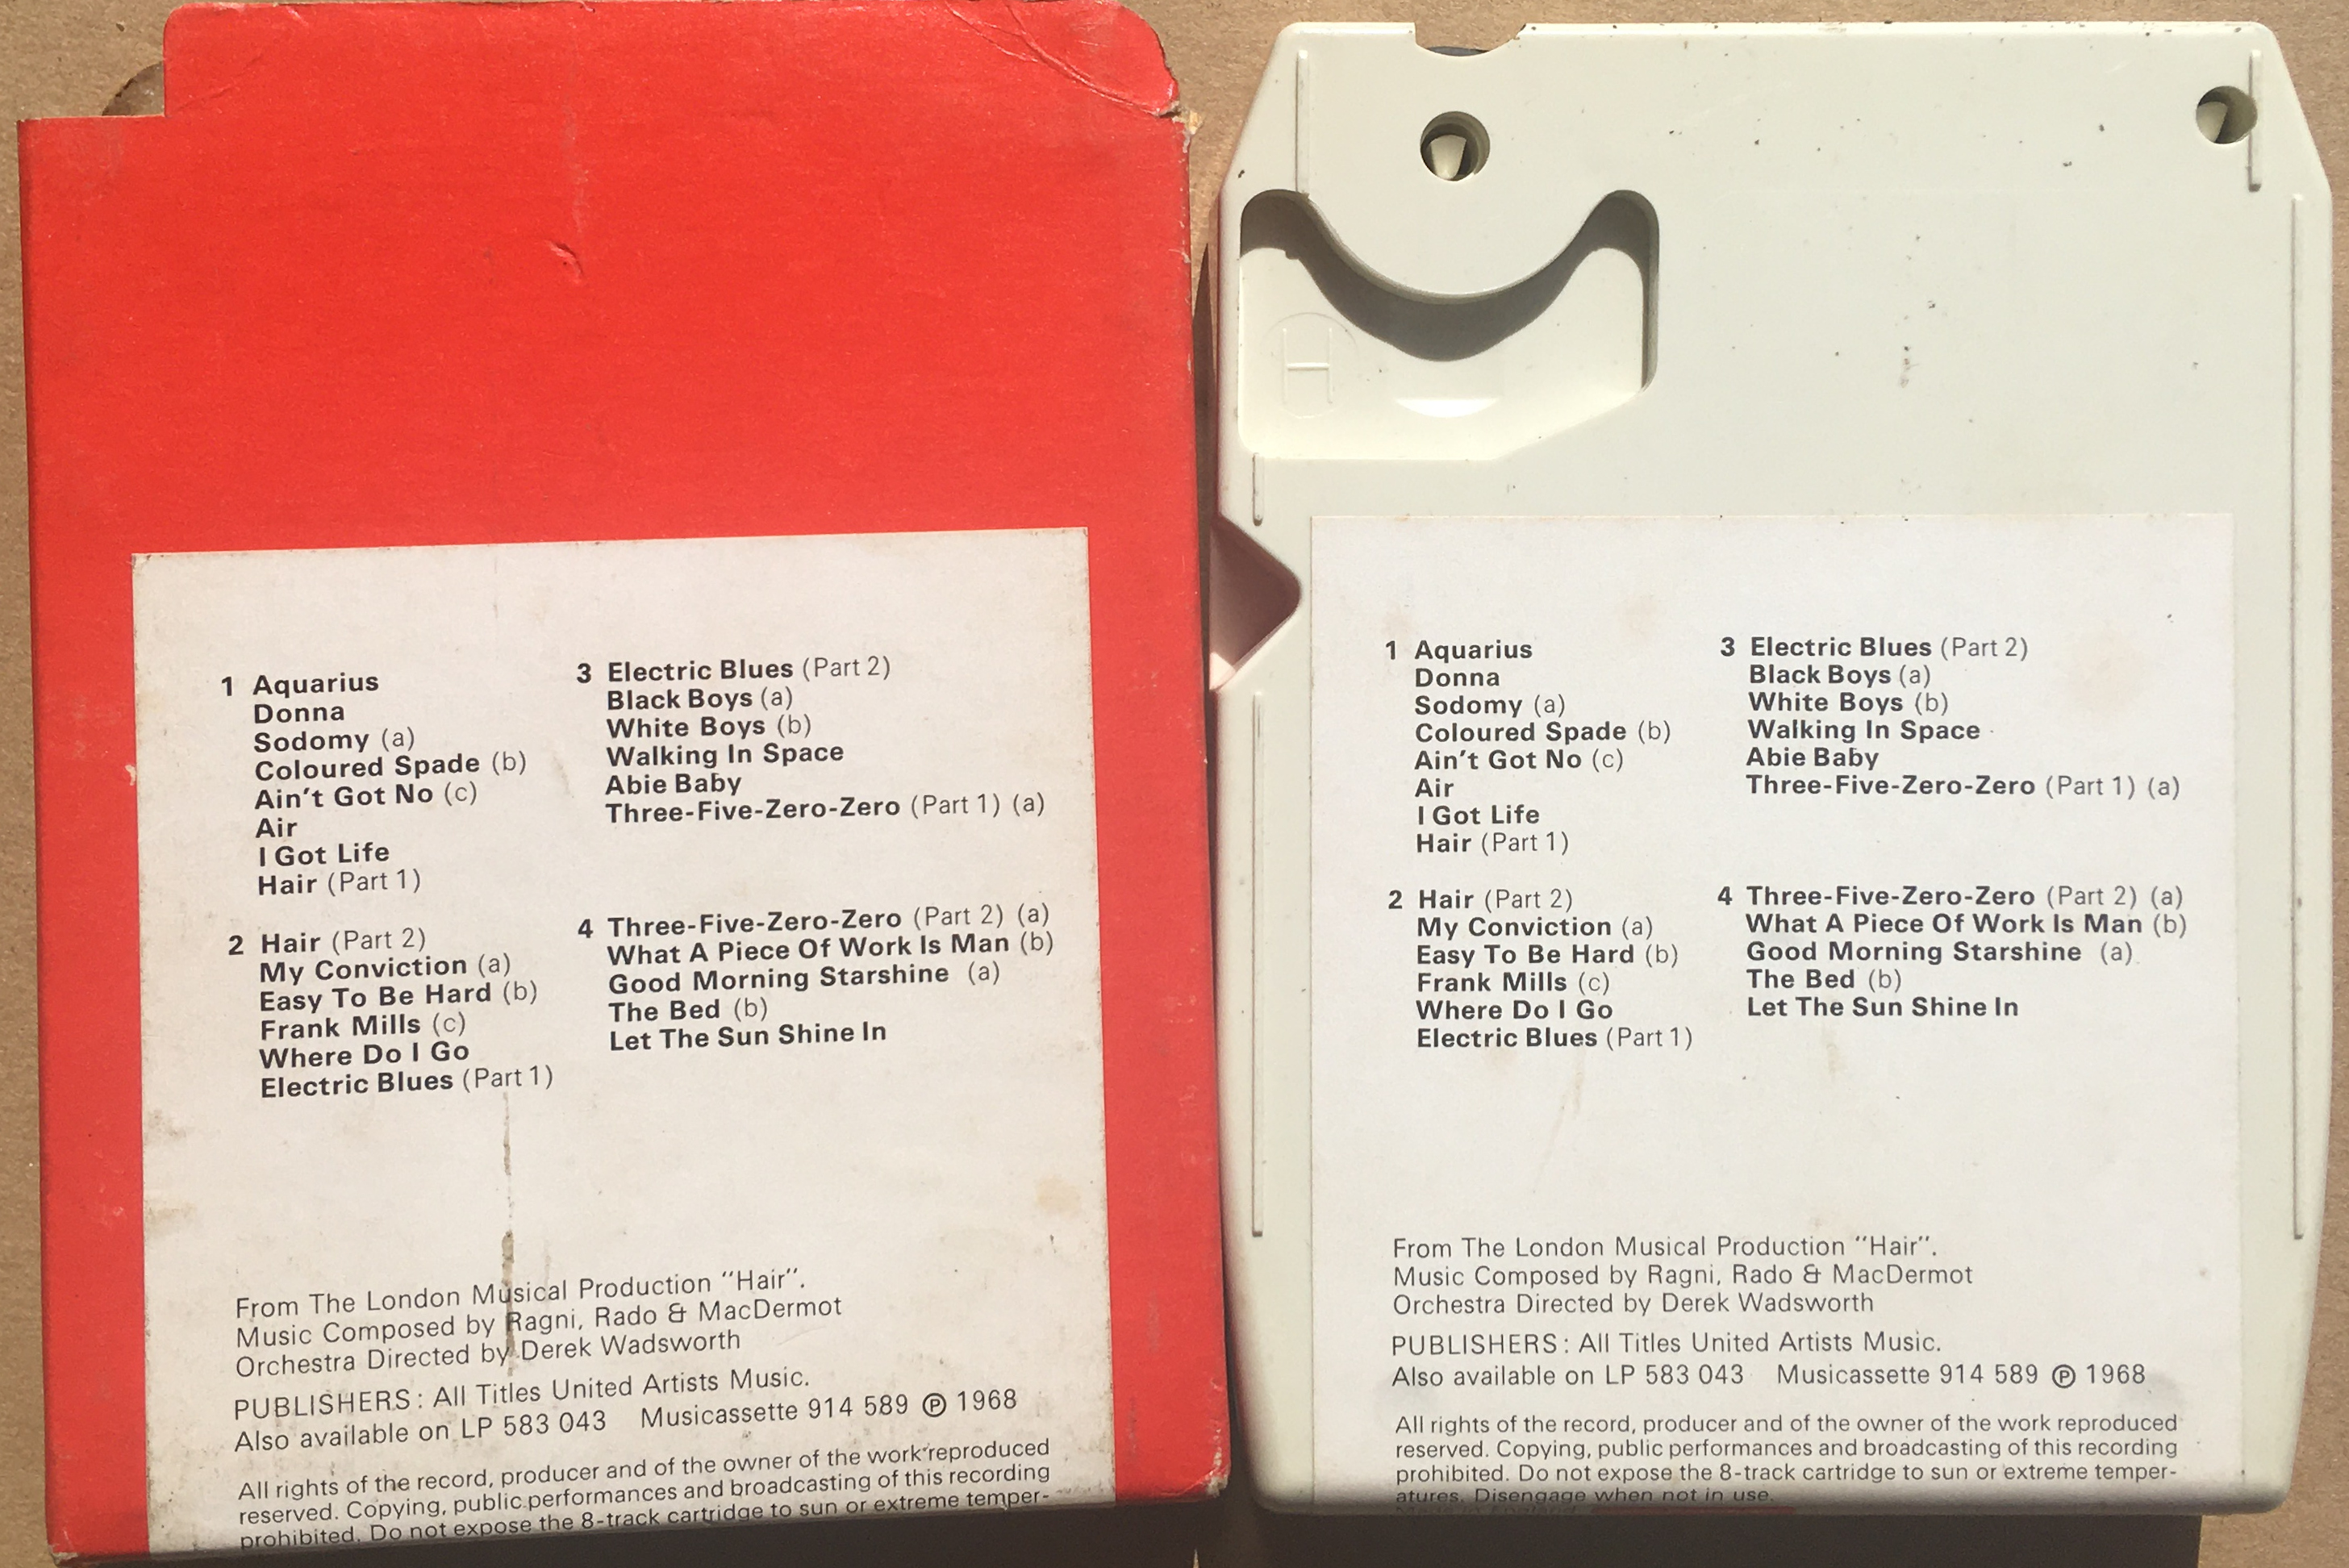 1 Aquarius
Donna
Sodomy (a)
Coloured Spade (b)
Ain't Got No (c)
Air
I Got Life
Hair (Part 1)
2 Hair (Part 2)
My Conviction (a)
Easy To Be Hard (b)
Frank Mills (c)
Where Do I Go
Electric Blues (Part 1)
3 Electric Blues (Part 2)
Black Boys (a)
White Boys (b)
Walking In Space
Abie Baby
Three-Five-Zero-Zero (Part 1) (a)
4 Three-Five-Zero-Zero (Part 2) (a)
What A Piece Of Work Is Man (b)
Good Morning Starshine (a)
The Bed (b)
Let The Sun Shine In
From The London Musical Production "Hair".
Music Composed by Ragni, Rado & MacDermot
Orchestra Directed by Derek Wadsworth
PUBLISHERS: All Titles United Artists Music.
Also available on LP 583 043 Musicassette 914 589 ℗ 1968
All rights of the record, producer and of the owner of the work reproduced
reserved. Copying, public performances and broadcasting of this recording
prohibited. Do not expose the 8-track cartridge to sun or extreme temper-
H
1 Aquarius
Donna
Sodomy (a)
Coloured Spade (b)
Ain't Got No (c)
Air
I Got Life
Hair (Part 1)
2 Hair (Part 2)
My Conviction (a)
Easy To Be Hard (b)
Frank Mills (c)
Where Do I Go
Electric Blues (Part 1)
3 Electric Blues (Part 2)
Black Boys (a)
White Boys (b)
Walking In Space
Abie Baby
Three-Five-Zero-Zero (Part 1) (a)
4 Three-Five-Zero-Zero (Part 2) (a)
What A Piece Of Work Is Man (b)
Good Morning Starshine (a)
The Bed (b)
Let The Sun Shine In
From The London Musical Production "Hair".
Music Composed by Ragni, Rado & MacDermot
Orchestra Directed by Derek Wadsworth
PUBLISHERS: All Titles United Artists Music.
Also available on LP 583 043 Musicassette 914 589 ℗ 1968
All rights of the record, producer and of the owner of the work reproduced
reserved. Copying, public performances and broadcasting of this recording
prohibited. Do not expose the 8-track cartridge to sun or extreme temper-
atures. Disengage when not in use.